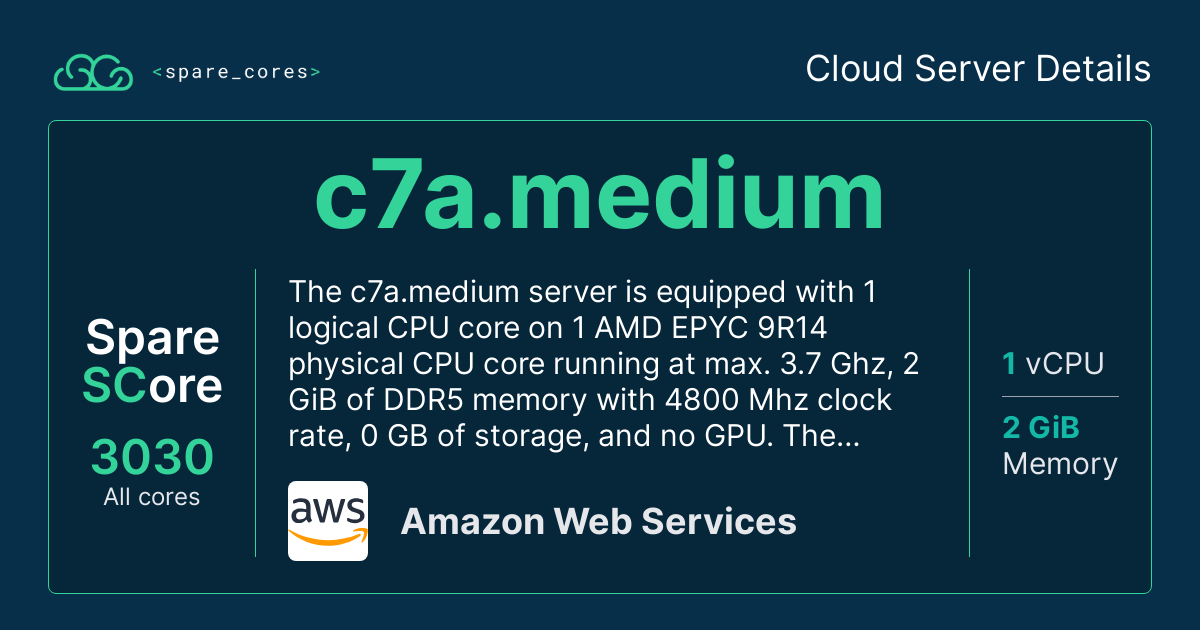 <spare_cores>
Cloud Server Details
c7a.medium
Spare
SCore
3030
All cores
The c7a.medium server is equipped with 1
logical CPU core on 1 AMD EPYC 9R14
physical CPU core running at max. 3.7 Ghz, 2
GiB of DDR5 memory with 4800 Mhz clock
rate, 0 GB of storage, and no GPU. The...
aws
Amazon Web Services
1 vCPU
2 GiB
Memory